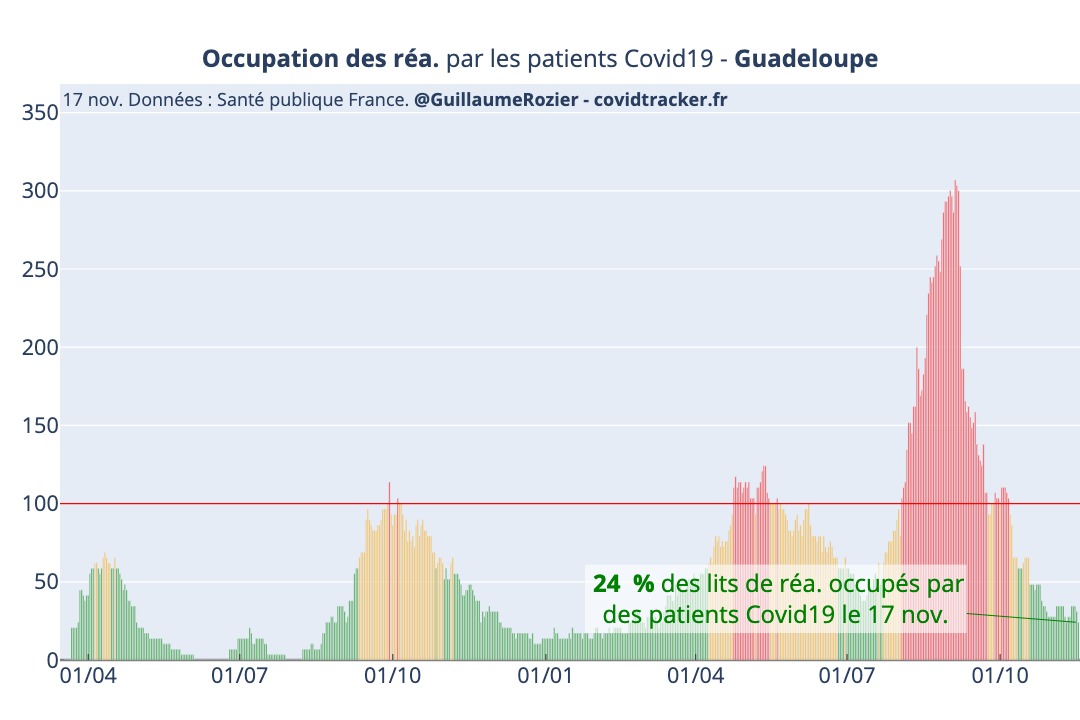 Occupation des réa. par les patients Covid19 - Guadeloupe
17 nov. Données : Santé publique France. @GuillaumeRozier - covidtracker.fr
350
300
250
200
150
100
50
0
24 % des lits de réa. occupés par
des patients Covid19 le 17 nov.
01/04 01/07 01/10 01/01 01/04 01/07 01/10